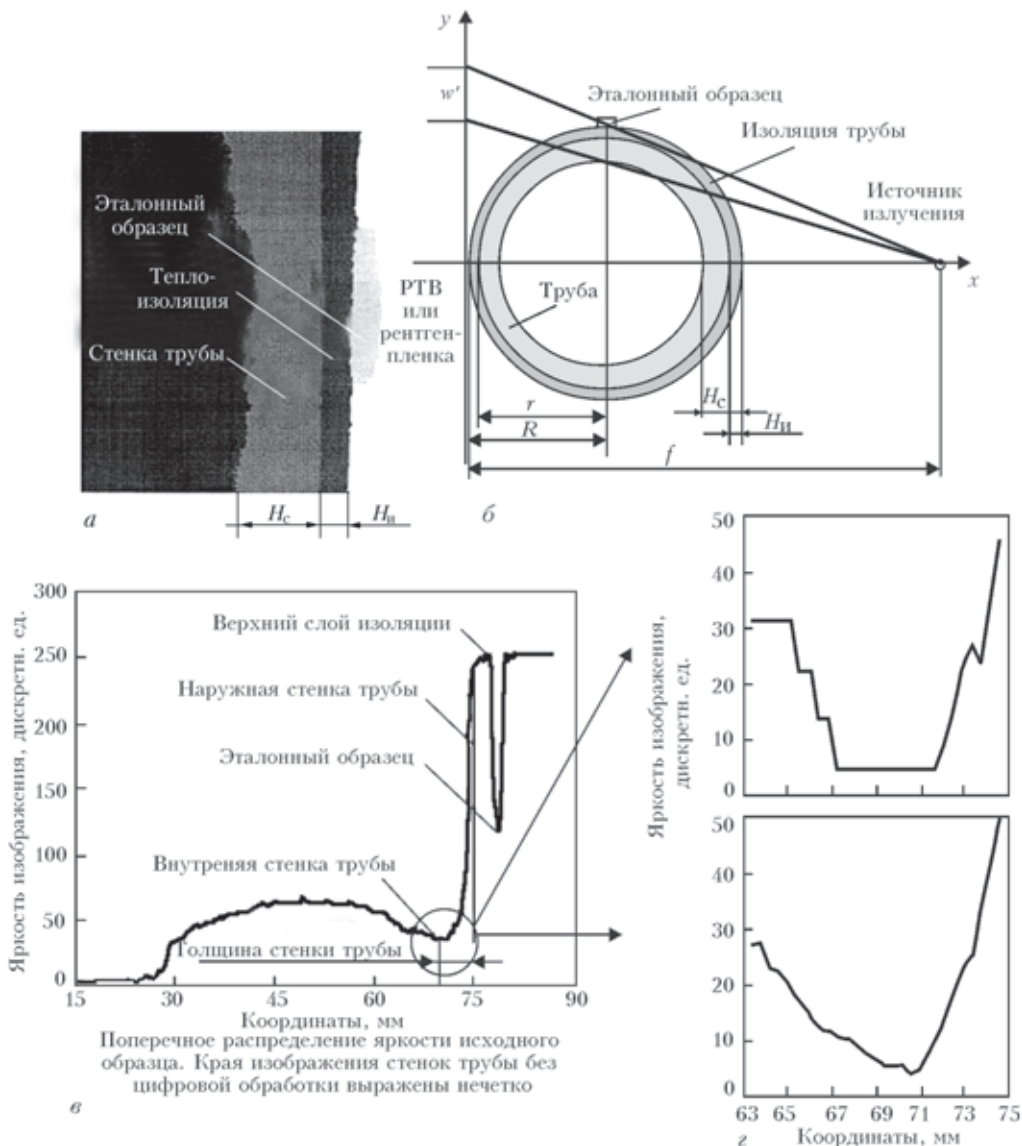 Эталонный
образец
Тепло-
изоляция
Стенка трубы
Hс
Hи
а
y
w'
Эталонный образец
Изоляция трубы
Источник
излучения
x
РТВ
или
рентген-
пленка
Труба
r
R
Hс
Hи
f
б
Яркость изображения, дискретн. ед.
300
250
200
150
100
50
0
Верхний слой изоляции
Наружная стенка трубы
Эталонный образец
Внутреняя стенка трубы
Толщина стенки трубы
15
30
45
60
75
90
Координаты, мм
Поперечное распределение яркости исходного
образца. Края изображения стенок трубы без
цифровой обработки выражены нечетко
в
Яркость изображения,
дискретн. ед.
50
40
30
20
10
0
50
40
30
20
10
0
63 65 67 69 71 73 75
Координаты, мм
г